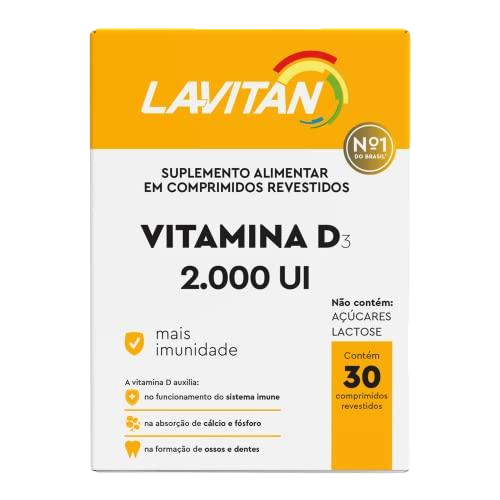 LAVITAN
Nº1
DO BRASIL*
SUPLEMENTO ALIMENTAR
EM COMPRIMIDOS REVESTIDOS
VITAMINA D3
2.000 UI
Não contém:
AÇÚCARES
LACTOSE
mais
imunidade
Contém
30
comprimidos
revestidos
A vitamina D auxilia:
no funcionamento do sistema imune
na absorção de cálcio e fósforo
na formação de ossos e dentes